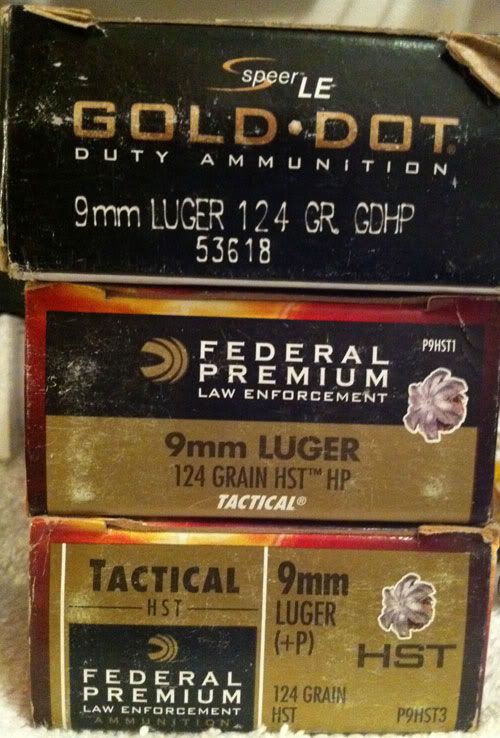 speer LE
GOLD·DOT®
DUTY AMMUNITION
9mm LUGER 124 GR. GDHP
53618
FEDERAL
PREMIUM
LAW ENFORCEMENT
P9HST1
9mm LUGER
124 GRAIN HST™ HP
TACTICAL®
TACTICAL
HST
FEDERAL
PREMIUM
LAW ENFORCEMENT
AMMUNITION
9mm
LUGER
(+P)
HST
124 GRAIN
HST
P9HST3